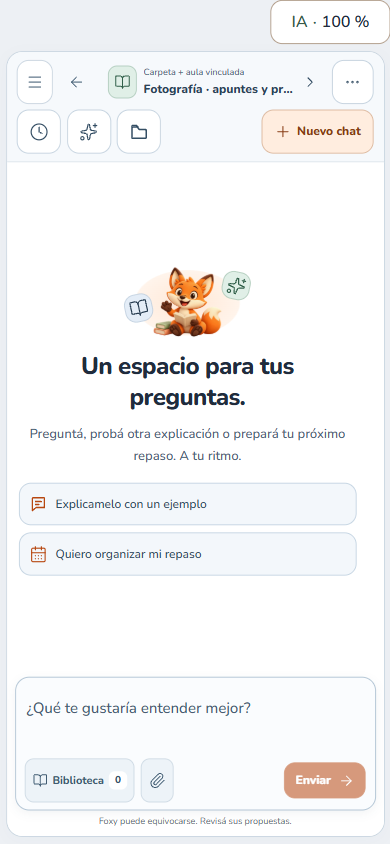 IA · 100 %
Carpeta + aula vinculada
Fotografía · apuntes y pr...
Nuevo chat
Un espacio para tus
preguntas.
Preguntá, probá otra explicación o prepará tu próximo
repaso. A tu ritmo.
Explicamelo con un ejemplo
Quiero organizar mi repaso
¿Qué te gustaría entender mejor?
Biblioteca 0
Enviar
Foxy puede equivocarse. Revisá sus propuestas.